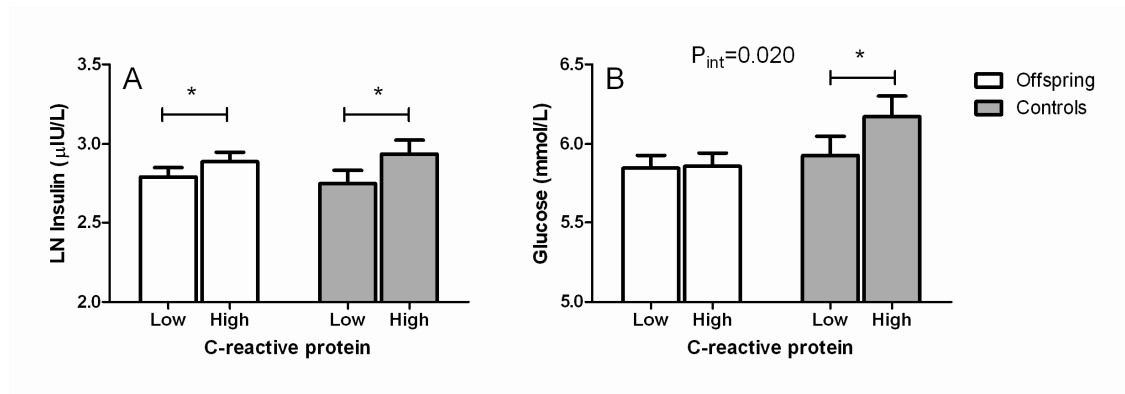 A
LN Insulin (µIU/L)
3.5
3.0
2.5
2.0
*
*
Low
High
Low
High
C-reactive protein
B
P_int=0.020
*
Glucose (mmol/L)
6.5
6.0
5.5
5.0
Low
High
Low
High
C-reactive protein
Offspring
Controls